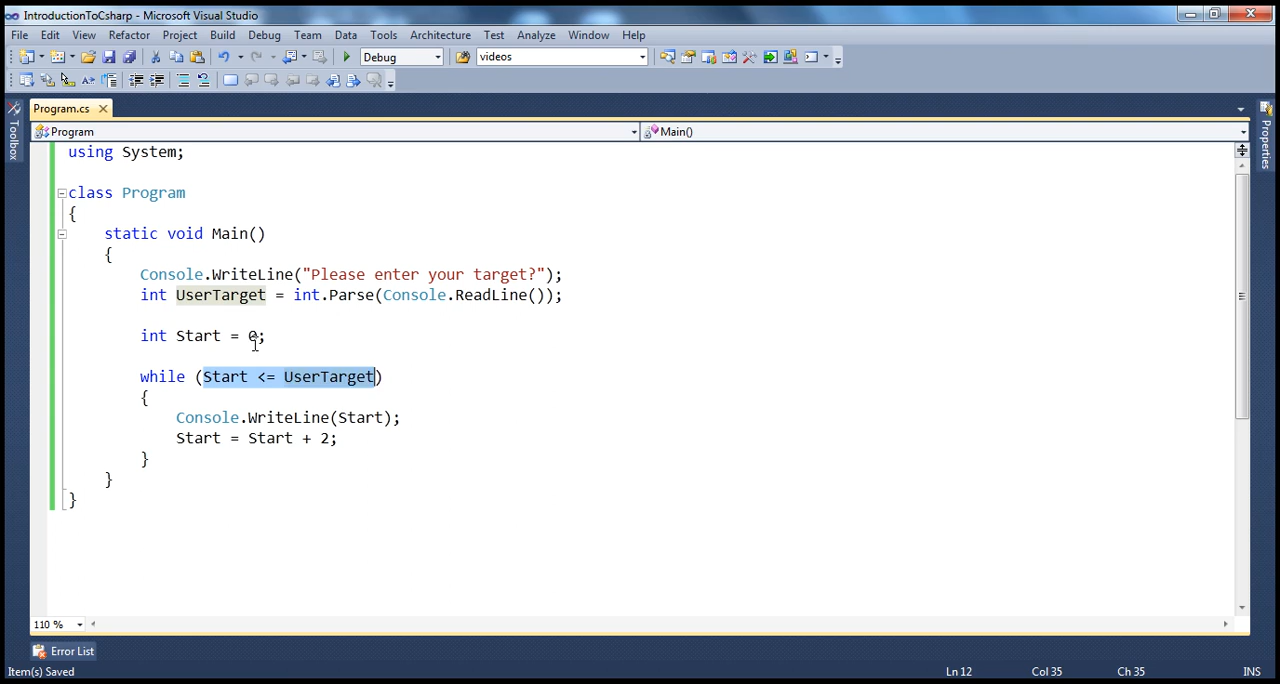 IntroductionToCsharp - Microsoft Visual Studio
File Edit View Refactor Project Build Debug Team Data Tools Architecture Test Analyze Window Help
Debug videos
Program.cs
Program Main()
Toolbox
Properties
using System;
class Program
{
static void Main()
{
Console.WriteLine("Please enter your target?");
int UserTarget = int.Parse(Console.ReadLine());
int Start = 0;
while (Start <= UserTarget)
{
Console.WriteLine(Start);
Start = Start + 2;
}
}
}
110 %
Error List
Item(s) Saved Ln 12 Col 35 Ch 35 INS